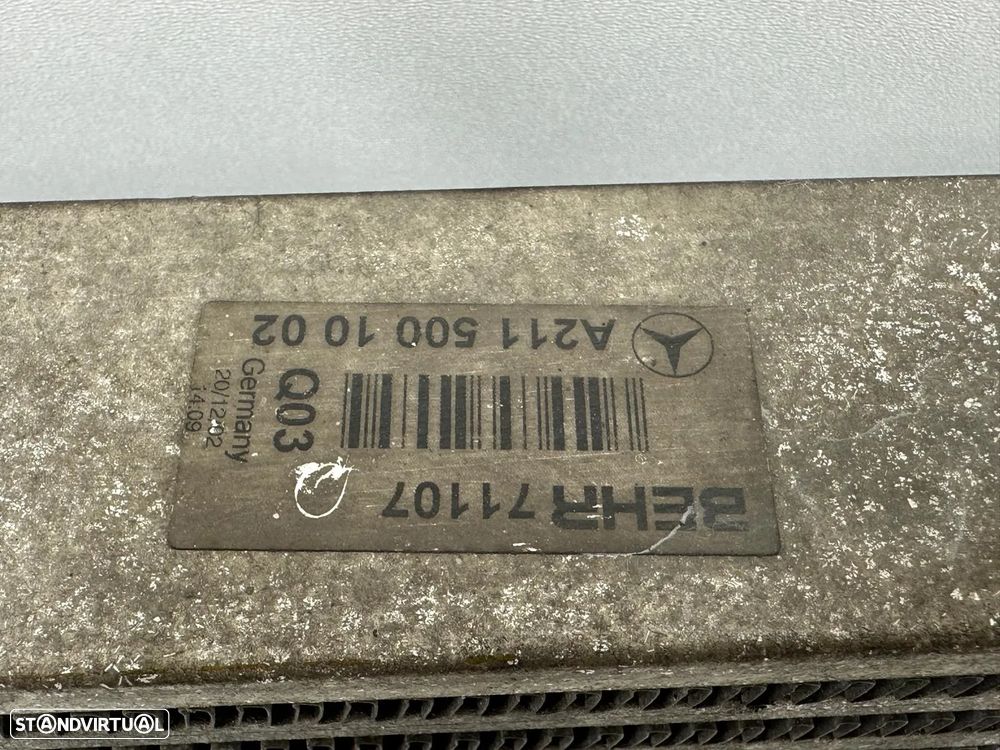 A211 500 10 02
Q03
Germany
20/12/02
14:09
BEHR 71107
STANDVIRTUAL